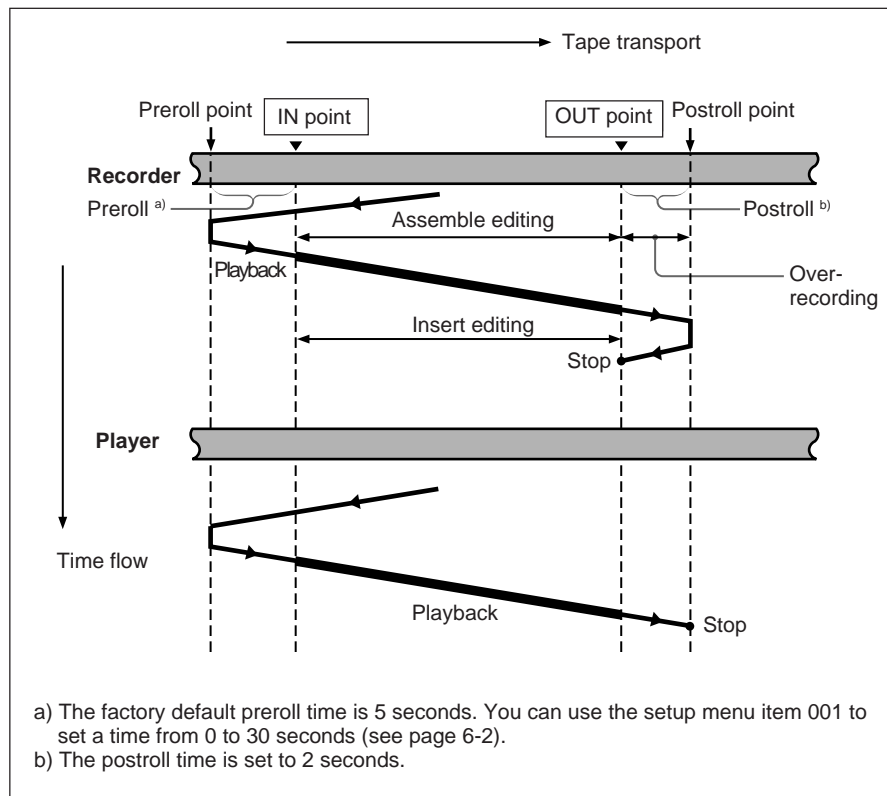 Tape transport
Preroll point
IN point
OUT point
Postroll point
Recorder
Preroll a)
Assemble editing
Postroll b)
Playback
Over-
recording
Insert editing
Stop
Player
Time flow
Playback
Stop
a) The factory default preroll time is 5 seconds. You can use the setup menu item 001 to
set a time from 0 to 30 seconds (see page 6-2).
b) The postroll time is set to 2 seconds.